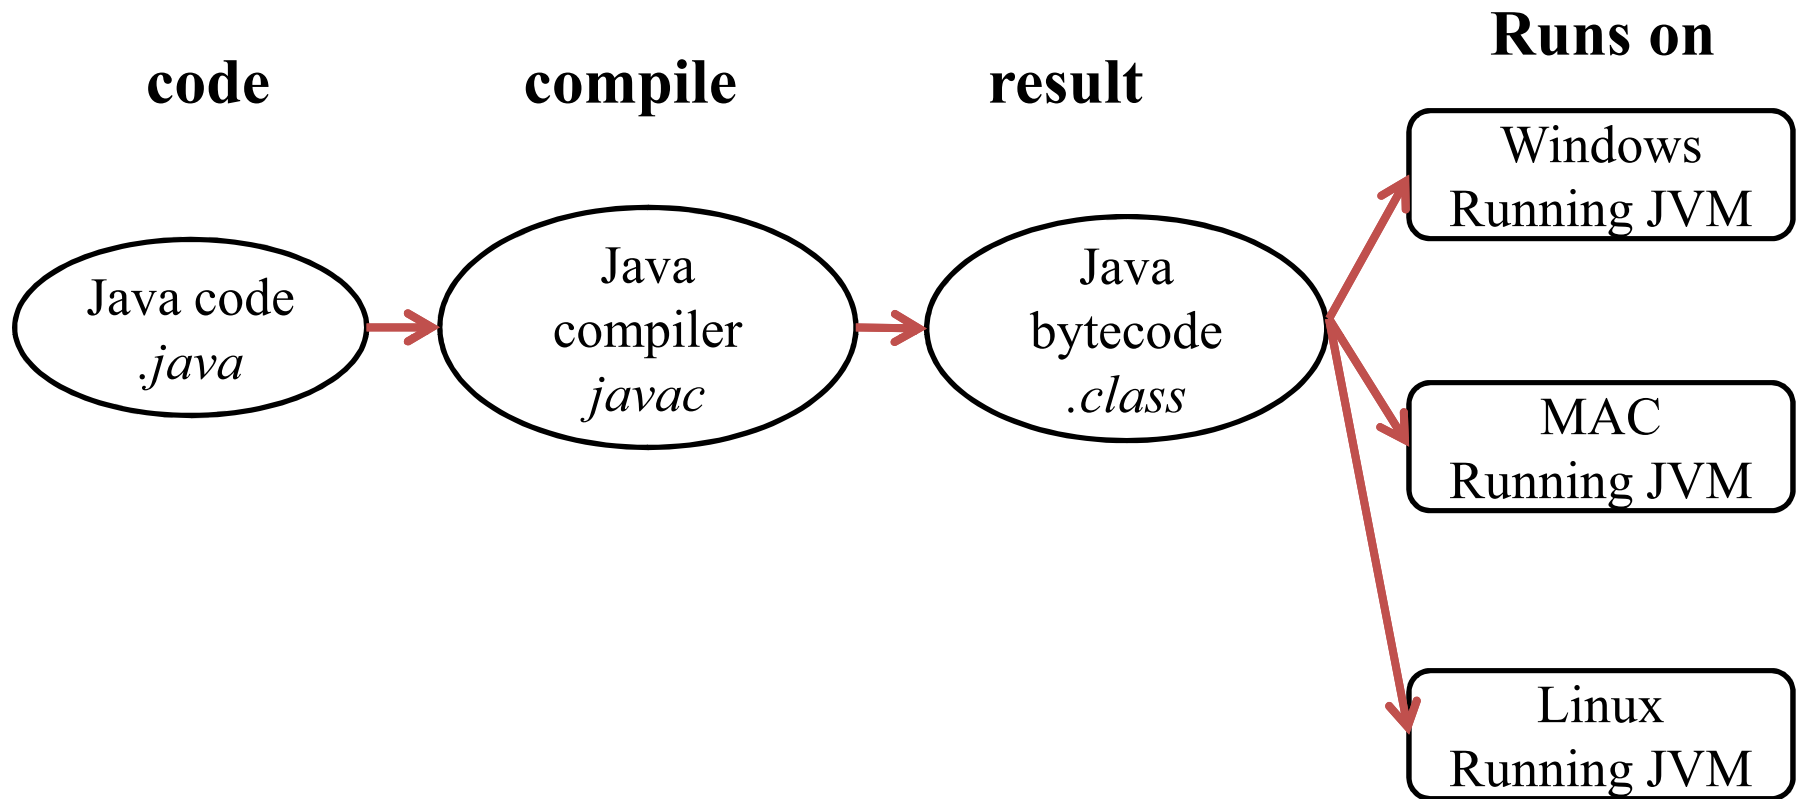 code
compile
result
Runs on
Java code
.java
Java
compiler
javac
Java
bytecode
.class
Windows
Running JVM
MAC
Running JVM
Linux
Running JVM